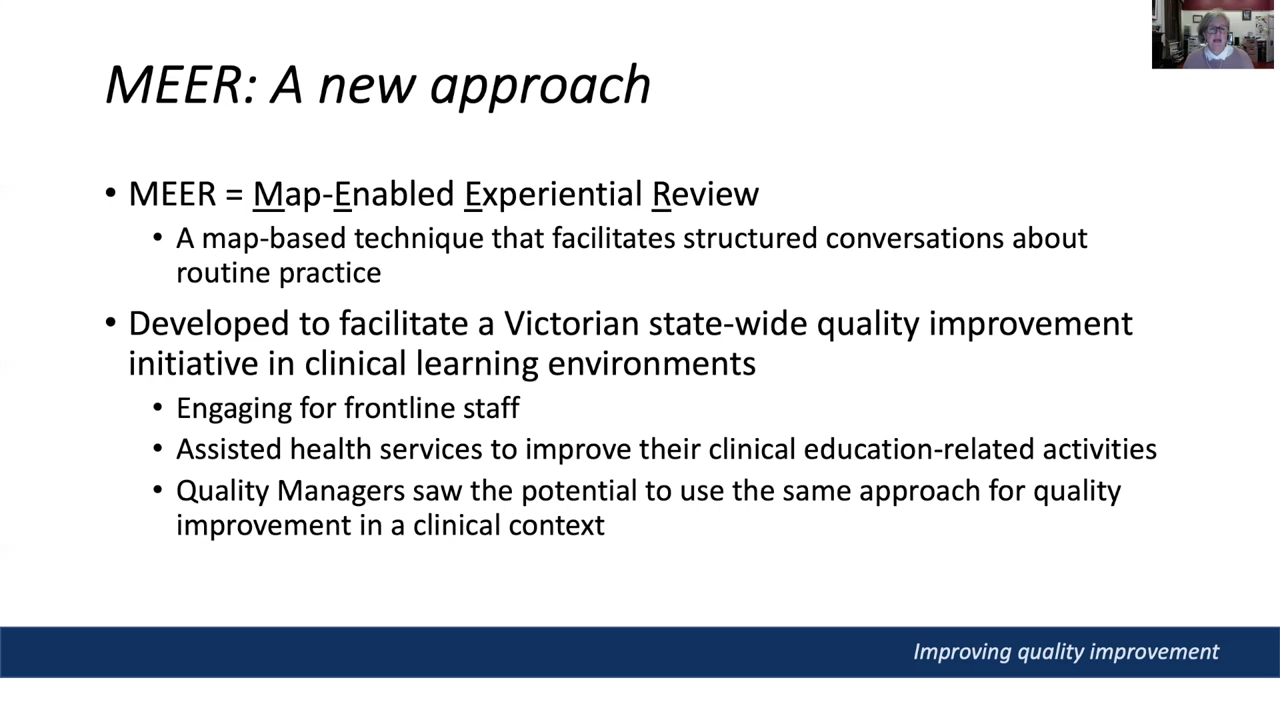 MEER: A new approach
• MEER = Map-Enabled Experiential Review
• A map-based technique that facilitates structured conversations about
routine practice
• Developed to facilitate a Victorian state-wide quality improvement
initiative in clinical learning environments
• Engaging for frontline staff
• Assisted health services to improve their clinical education-related activities
• Quality Managers saw the potential to use the same approach for quality
improvement in a clinical context
Improving quality improvement